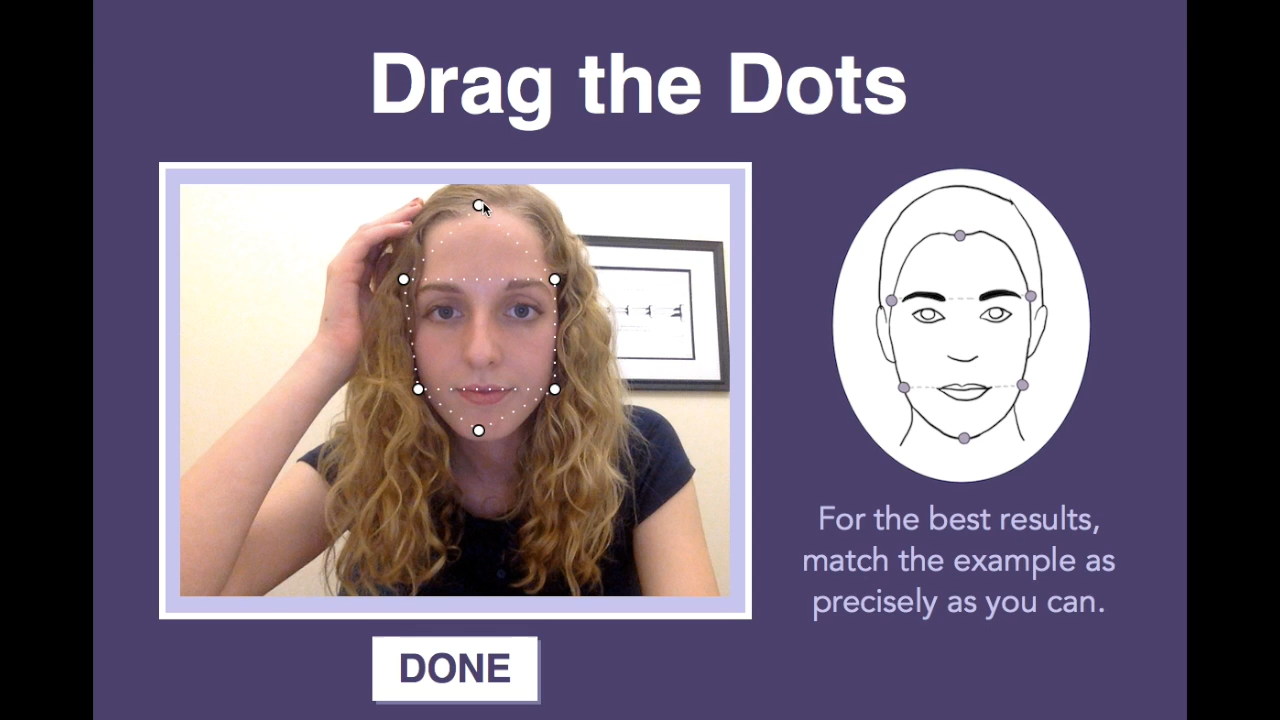 Drag the Dots
For the best results,
match the example as
precisely as you can.
DONE